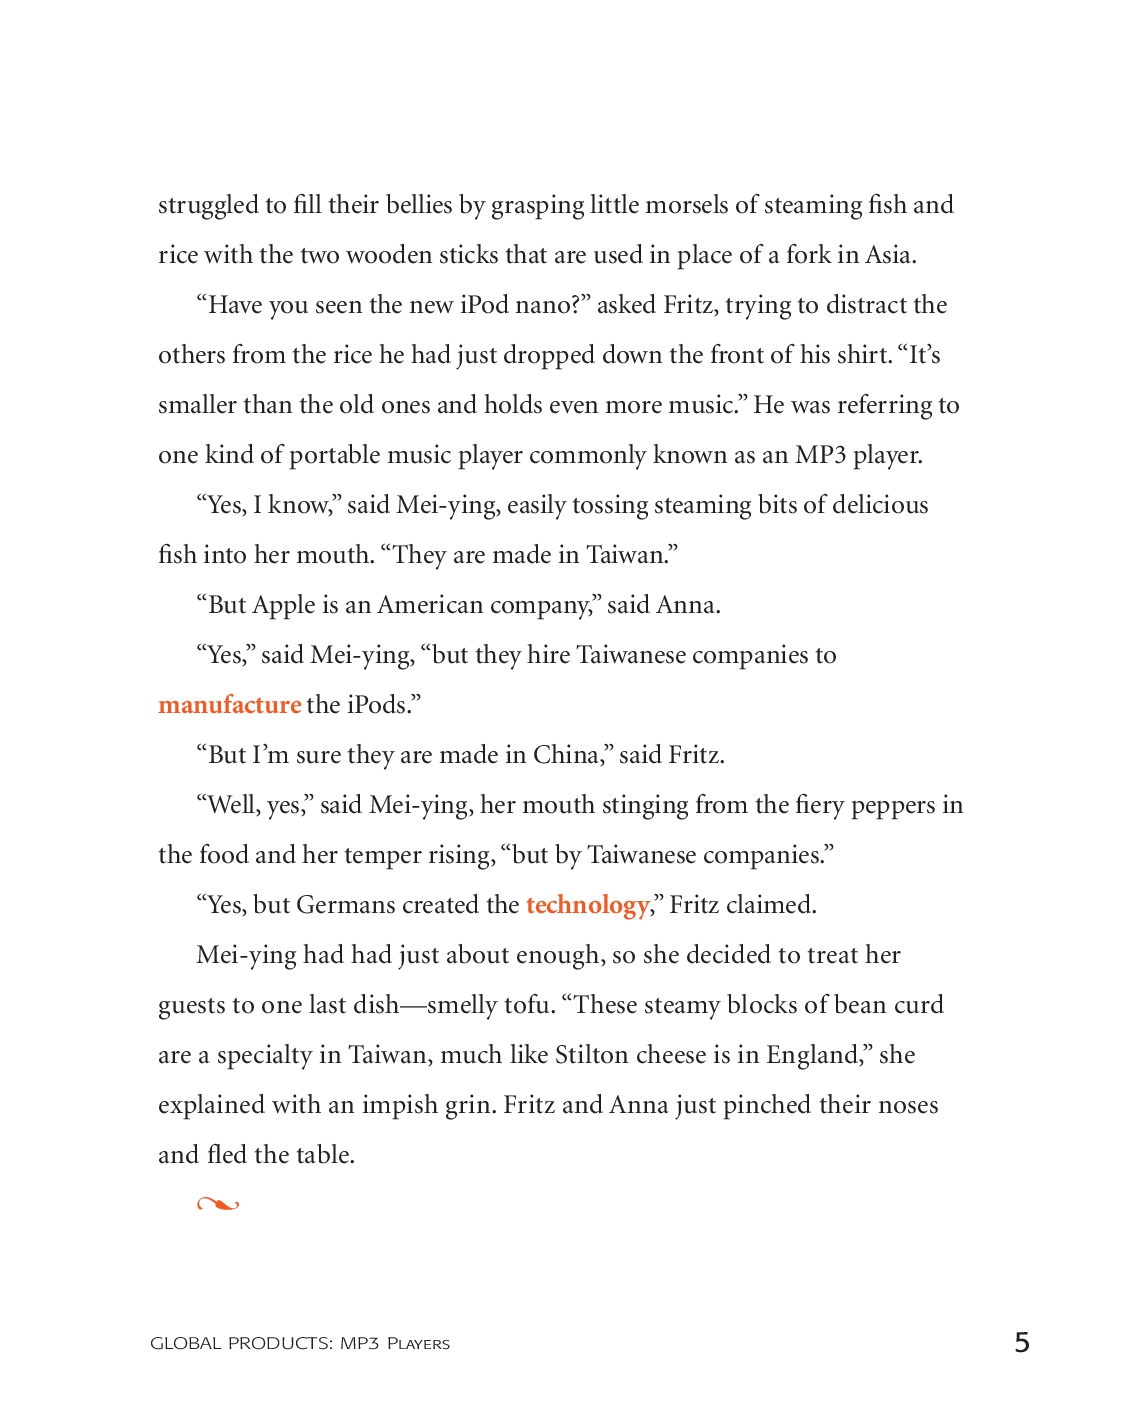 struggled to fill their bellies by grasping little morsels of steaming fish and
rice with the two wooden sticks that are used in place of a fork in Asia.
“Have you seen the new iPod nano?” asked Fritz, trying to distract the
others from the rice he had just dropped down the front of his shirt. “It’s
smaller than the old ones and holds even more music.” He was referring to
one kind of portable music player commonly known as an MP3 player.
“Yes, I know,” said Mei-ying, easily tossing steaming bits of delicious
fish into her mouth. “They are made in Taiwan.”
“But Apple is an American company,” said Anna.
“Yes,” said Mei-ying, “but they hire Taiwanese companies to
manufacture the iPods.”
“But I’m sure they are made in China,” said Fritz.
“Well, yes,” said Mei-ying, her mouth stinging from the fiery peppers in
the food and her temper rising, “but by Taiwanese companies.”
“Yes, but Germans created the technology,” Fritz claimed.
Mei-ying had had just about enough, so she decided to treat her
guests to one last dish—smelly tofu. “These steamy blocks of bean curd
are a specialty in Taiwan, much like Stilton cheese is in England,” she
explained with an impish grin. Fritz and Anna just pinched their noses
and fled the table.
GLOBAL PRODUCTS: MP3 Players 5